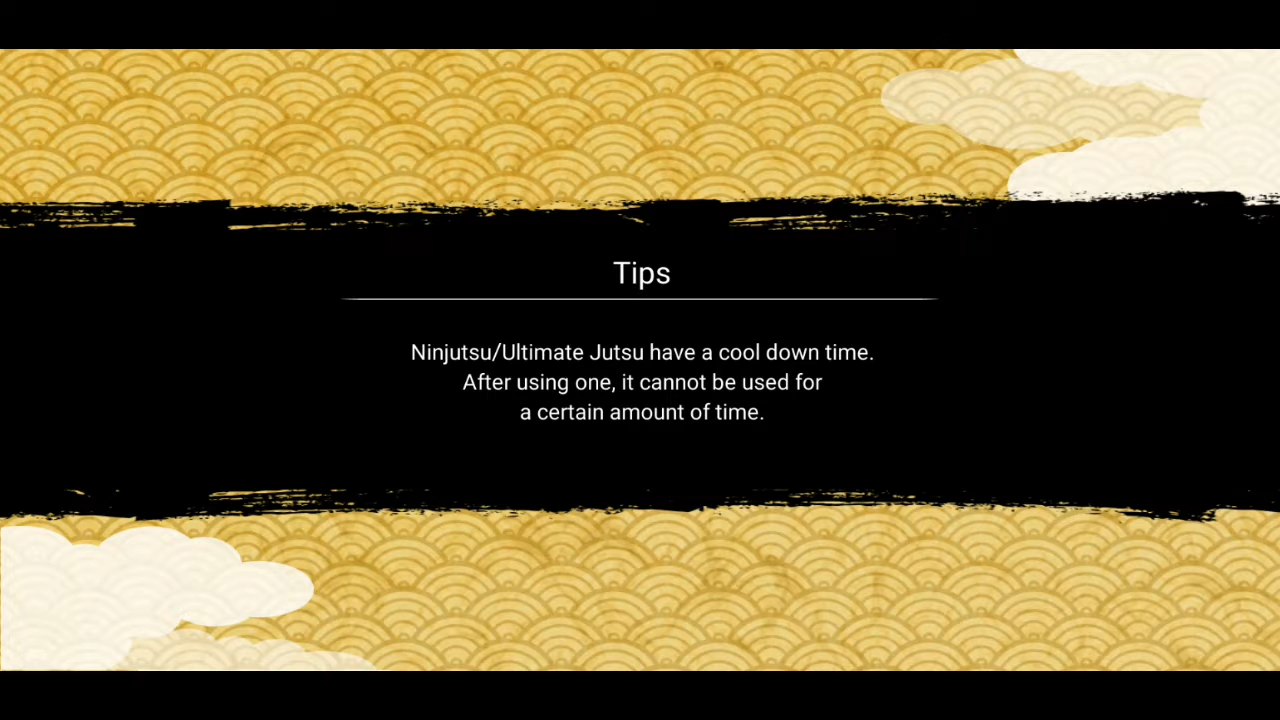 Tips
Ninjutsu/Ultimate Jutsu have a cool down time.
After using one, it cannot be used for
a certain amount of time.